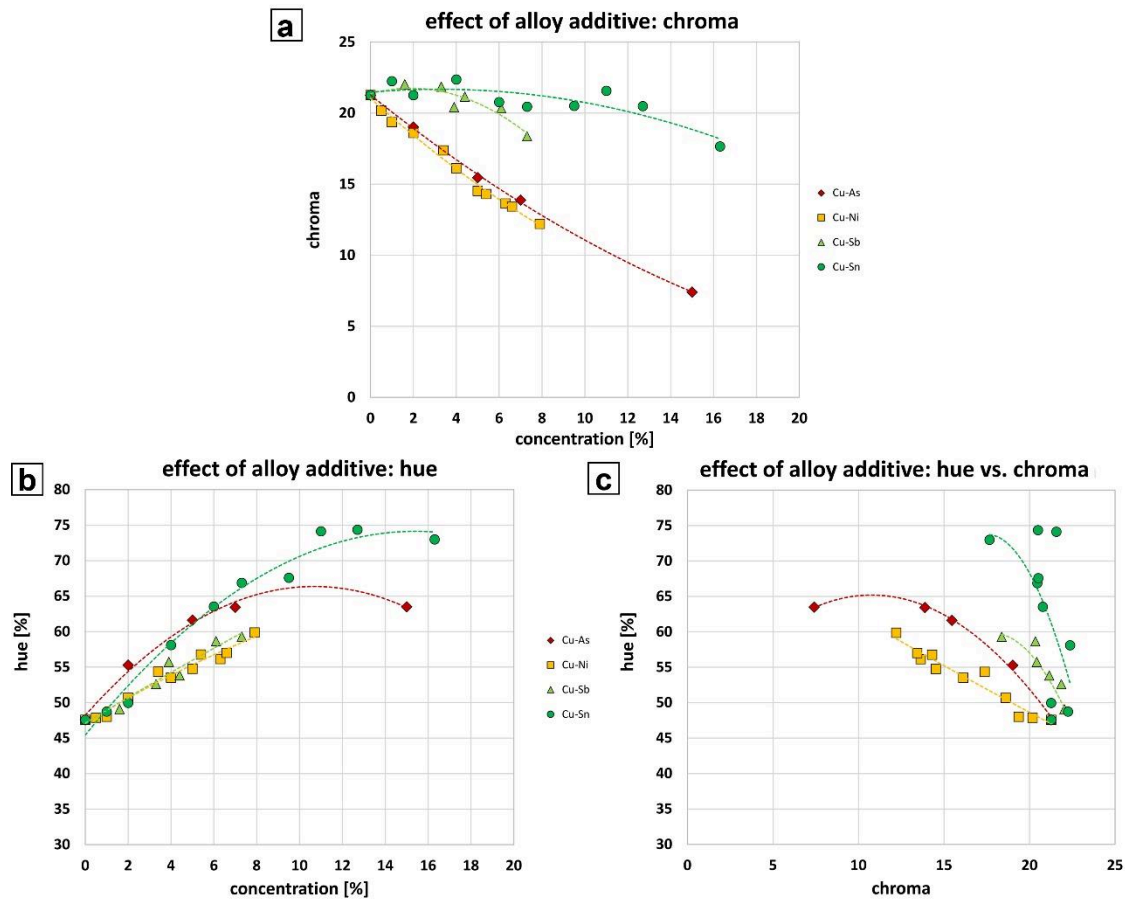 a
effect of alloy additive: chroma
25
20
15
10
5
0
chroma
0 2 4 6 8 10 12 14 16 18 20
concentration [%]
Cu-As
Cu-Ni
Cu-Sb
Cu-Sn
b
effect of alloy additive: hue
80
75
70
65
60
55
50
45
40
35
30
hue [%]
0 2 4 6 8 10 12 14 16 18 20
concentration [%]
Cu-As
Cu-Ni
Cu-Sb
Cu-Sn
c
effect of alloy additive: hue vs. chroma
80
75
70
65
60
55
50
45
40
35
30
hue [%]
0 5 10 15 20 25
chroma